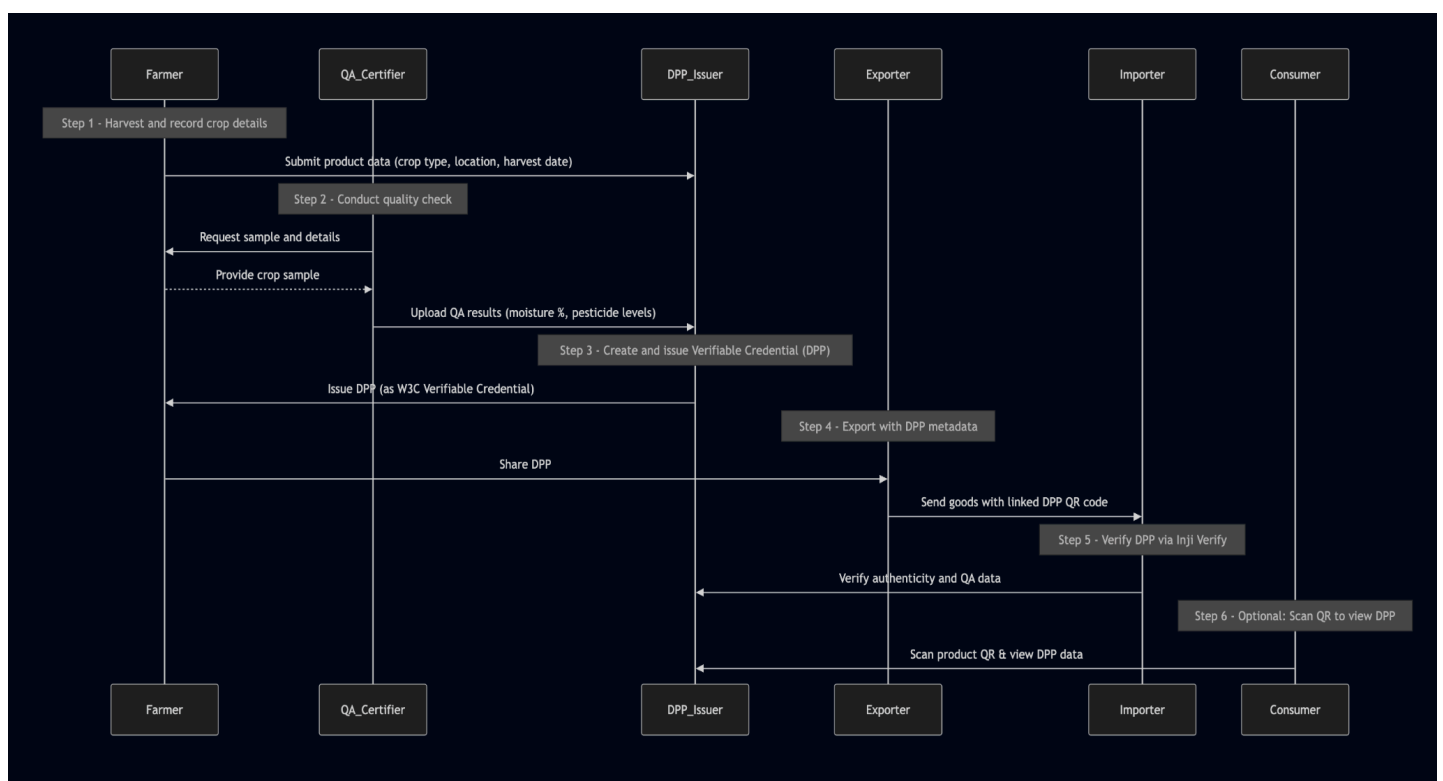 Farmer
QA_Certifier
DPP_Issuer
Exporter
Importer
Consumer
Step 1 - Harvest and record crop details
Submit product data (crop type, location, harvest date)
Step 2 - Conduct quality check
Request sample and details
Provide crop sample
Upload QA results (moisture %, pesticide levels)
Step 3 - Create and issue Verifiable Credential (DPP)
Issue DPP (as W3C Verifiable Credential)
Step 4 - Export with DPP metadata
Share DPP
Send goods with linked DPP QR code
Step 5 - Verify DPP via Inji Verify
Verify authenticity and QA data
Step 6 - Optional: Scan QR to view DPP
Scan product QR & view DPP data
Farmer
QA_Certifier
DPP_Issuer
Exporter
Importer
Consumer